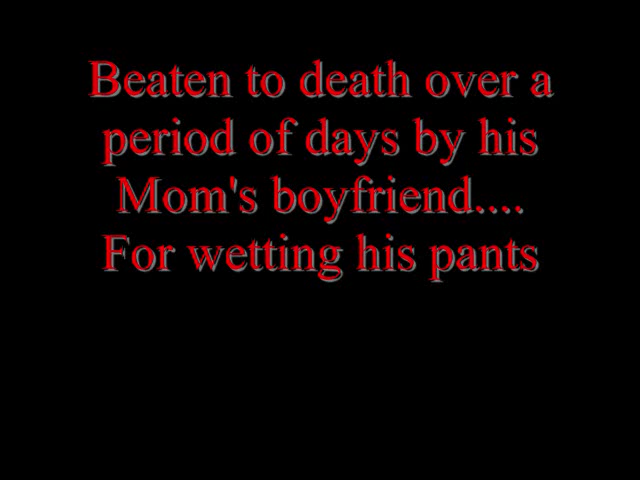 Beaten to death over a
period of days by his
Mom's boyfriend....
For wetting his pants